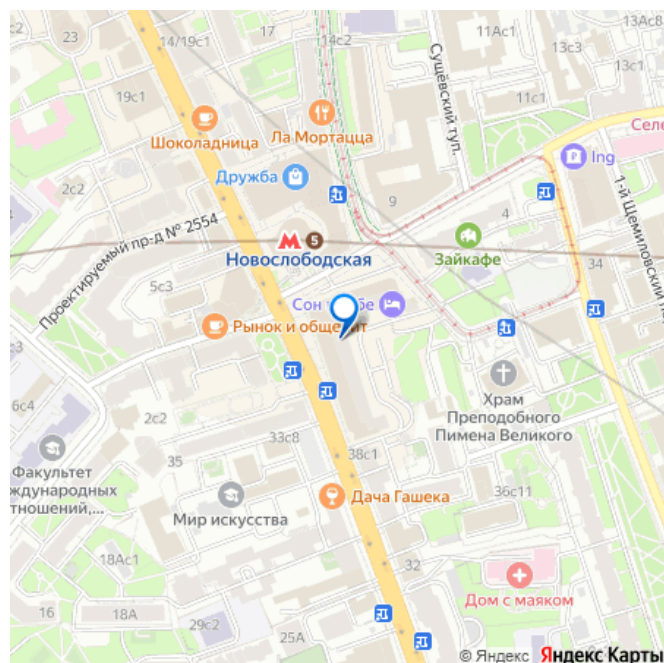 23
14/19с1
17
14с2
11Ас1
13с3
13Ас8
13с1
19с1
Сущёвский туп.
11с1
Шоколадница
Ла Мортацца
Селе
Ing
2с2
Дружба
9
4
1-й Щемиловский
Проектируемый пр-д № 2554
5
Новослободская
Зайкафе
34
5с3
Рынок и общепит
6с4
2с2
Храм
Преподобного
Пимена Великого
33с8
35
38с1
Факультет
ждународных
тношений,...
Мир искусства
Дача Гашека
36с11
18Ас1
32
Дом с маяком
16
18А
29с2
25А
© Яндекс Яндекс Карты